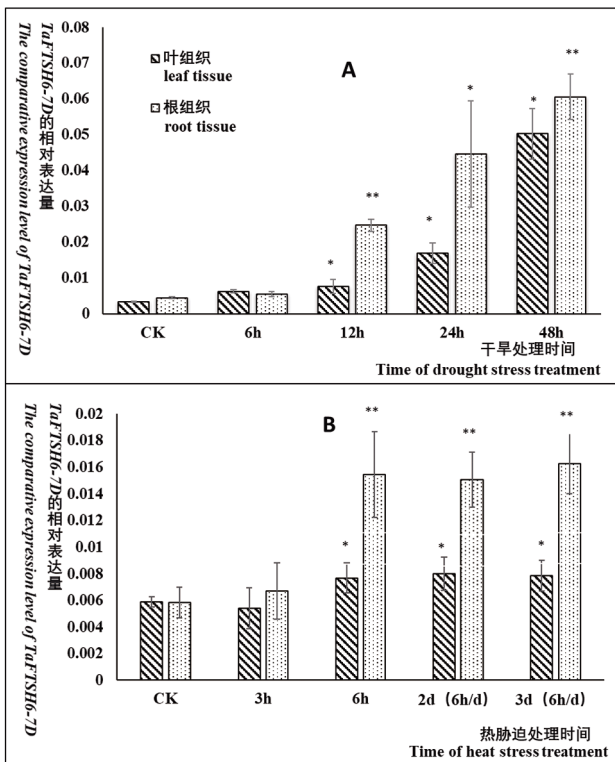 TaFTSH6-7D的相对表达量
The comparative expression level of TaFTSH6-7D
0.08
0.07
0.06
0.05
0.04
0.03
0.02
0.01
0
叶组织
leaf tissue
根组织
root tissue
A
*
**
*
*
*
**
CK
6h
12h
24h
48h
干旱处理时间
Time of drought stress treatment
TaFTSH6-7D的相对表达量
The comparative expression level of TaFTSH6-7D
0.02
0.018
0.016
0.014
0.012
0.01
0.008
0.006
0.004
0.002
0
B
*
**
*
**
*
**
CK
3h
6h
2d（6h/d）
3d（6h/d）
热胁迫处理时间
Time of heat stress treatment